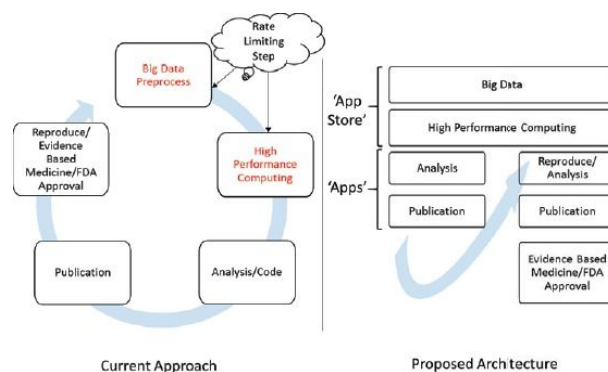 Rate
Limiting
Step
Big Data
Preprocess
High
Performance
Computing
Analysis/Code
Publication
Reproduce/
Evidence
Based
Medicine/FDA
Approval
Current Approach
'App
Store'
Big Data
High Performance Computing
'Apps'
Analysis
Reproduce/
Analysis
Publication
Publication
Evidence Based
Medicine/FDA
Approval
Proposed Architecture